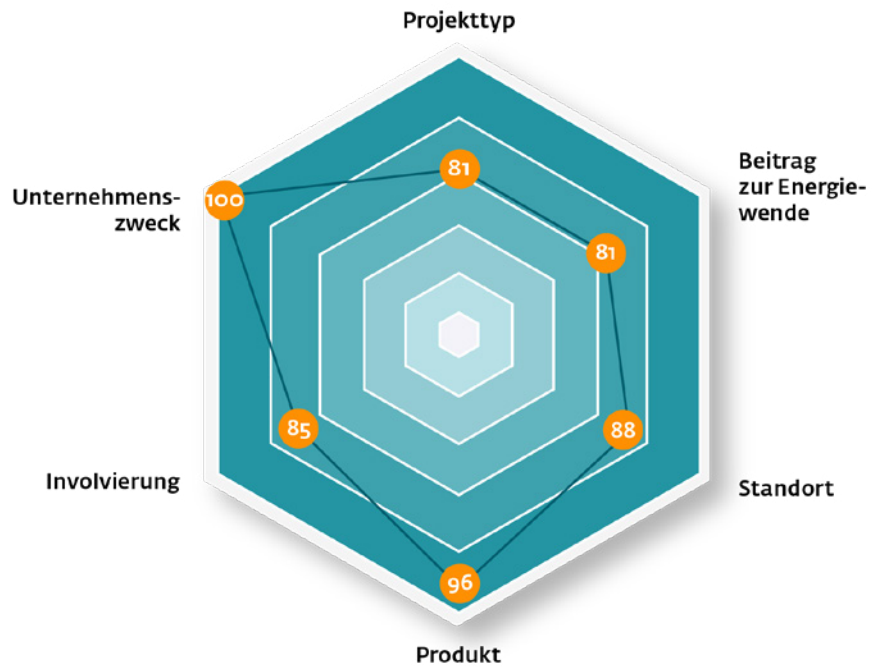 Projekttyp
Beitrag
zur Energie-
wende
Unternehmens-
zweck
100
81
81
85
88
Involvierung
Standort
96
Produkt